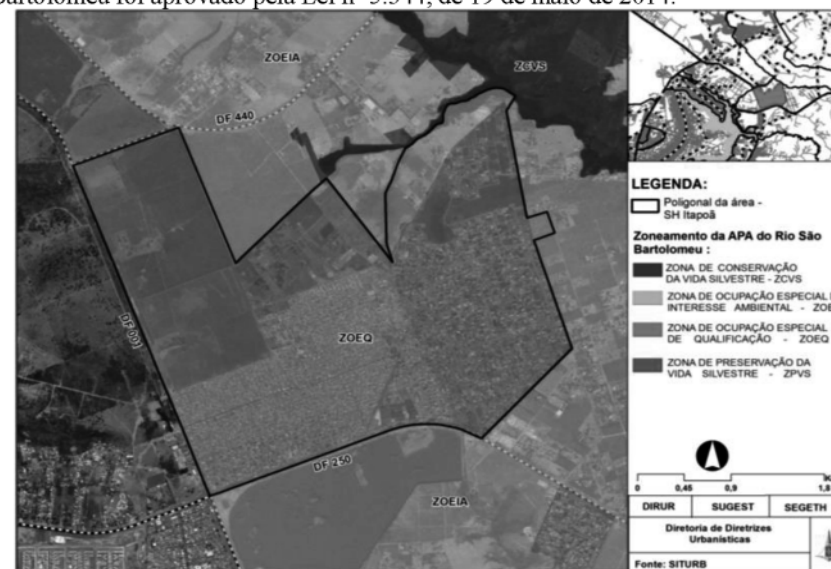 Bartolomeu foi aprovado pela Lei nº 5.344, de 19 de maio de 2014.
ZOEIA
ZCVS
DF 440
DF 001
ZOEQ
DF 250
ZOEIA
LEGENDA:
Poligonal da área -
SH Itapoã
Zoneamento da APA do Rio São
Bartolomeu :
ZONA DE CONSERVAÇÃO
DA VIDA SILVESTRE - ZCVS
ZONA DE OCUPAÇÃO ESPECIAL D
INTERESSE AMBIENTAL - ZOE
ZONA DE OCUPAÇÃO ESPECIAL
DE QUALIFICAÇÃO - ZOEQ
ZONA DE PRESERVAÇÃO DA
VIDA SILVESTRE - ZPVS
0 0,45 0,9 1,8
DIRUR SUGEST SEGETH
Diretoria de Diretrizes
Urbanísticas
Fonte: SITURB